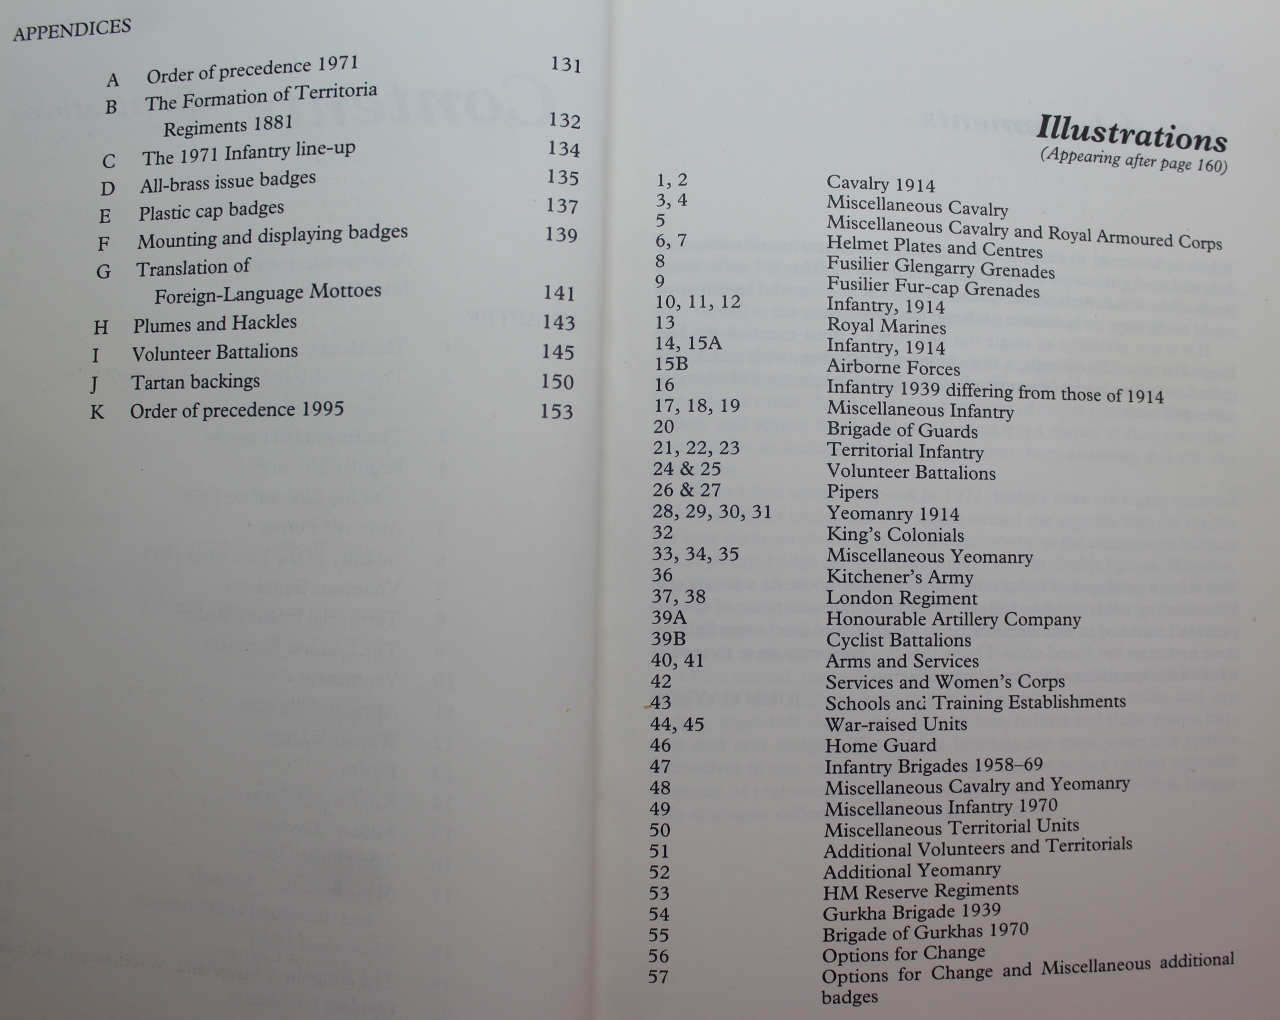 APPENDICES
A Order of precedence 1971 131
B The Formation of Territoria
Regiments 1881 132
C The 1971 Infantry line-up 134
D All-brass issue badges 135
E Plastic cap badges 137
F Mounting and displaying badges 139
G Translation of
Foreign-Language Mottoes 141
H Plumes and Hackles 143
I Volunteer Battalions 145
J Tartan backings 150
K Order of precedence 1995 153
Illustrations
(Appearing after page 160)
1, 2 Cavalry 1914
3, 4 Miscellaneous Cavalry
5 Miscellaneous Cavalry and Royal Armoured Corps
6, 7 Helmet Plates and Centres
8 Fusilier Glengarry Grenades
9 Fusilier Fur-cap Grenades
10, 11, 12 Infantry, 1914
13 Royal Marines
14, 15A Infantry, 1914
15B Airborne Forces
16 Infantry 1939 differing from those of 1914
17, 18, 19 Miscellaneous Infantry
20 Brigade of Guards
21, 22, 23 Territorial Infantry
24 & 25 Volunteer Battalions
26 & 27 Pipers
28, 29, 30, 31 Yeomanry 1914
32 King's Colonials
33, 34, 35 Miscellaneous Yeomanry
36 Kitchener's Army
37, 38 London Regiment
39A Honourable Artillery Company
39B Cyclist Battalions
40, 41 Arms and Services
42 Services and Women's Corps
43 Schools and Training Establishments
44, 45 War-raised Units
46 Home Guard
47 Infantry Brigades 1958–69
48 Miscellaneous Cavalry and Yeomanry
49 Miscellaneous Infantry 1970
50 Miscellaneous Territorial Units
51 Additional Volunteers and Territorials
52 Additional Yeomanry
53 HM Reserve Regiments
54 Gurkha Brigade 1939
55 Brigade of Gurkhas 1970
56 Options for Change
57 Options for Change and Miscellaneous additional
badges